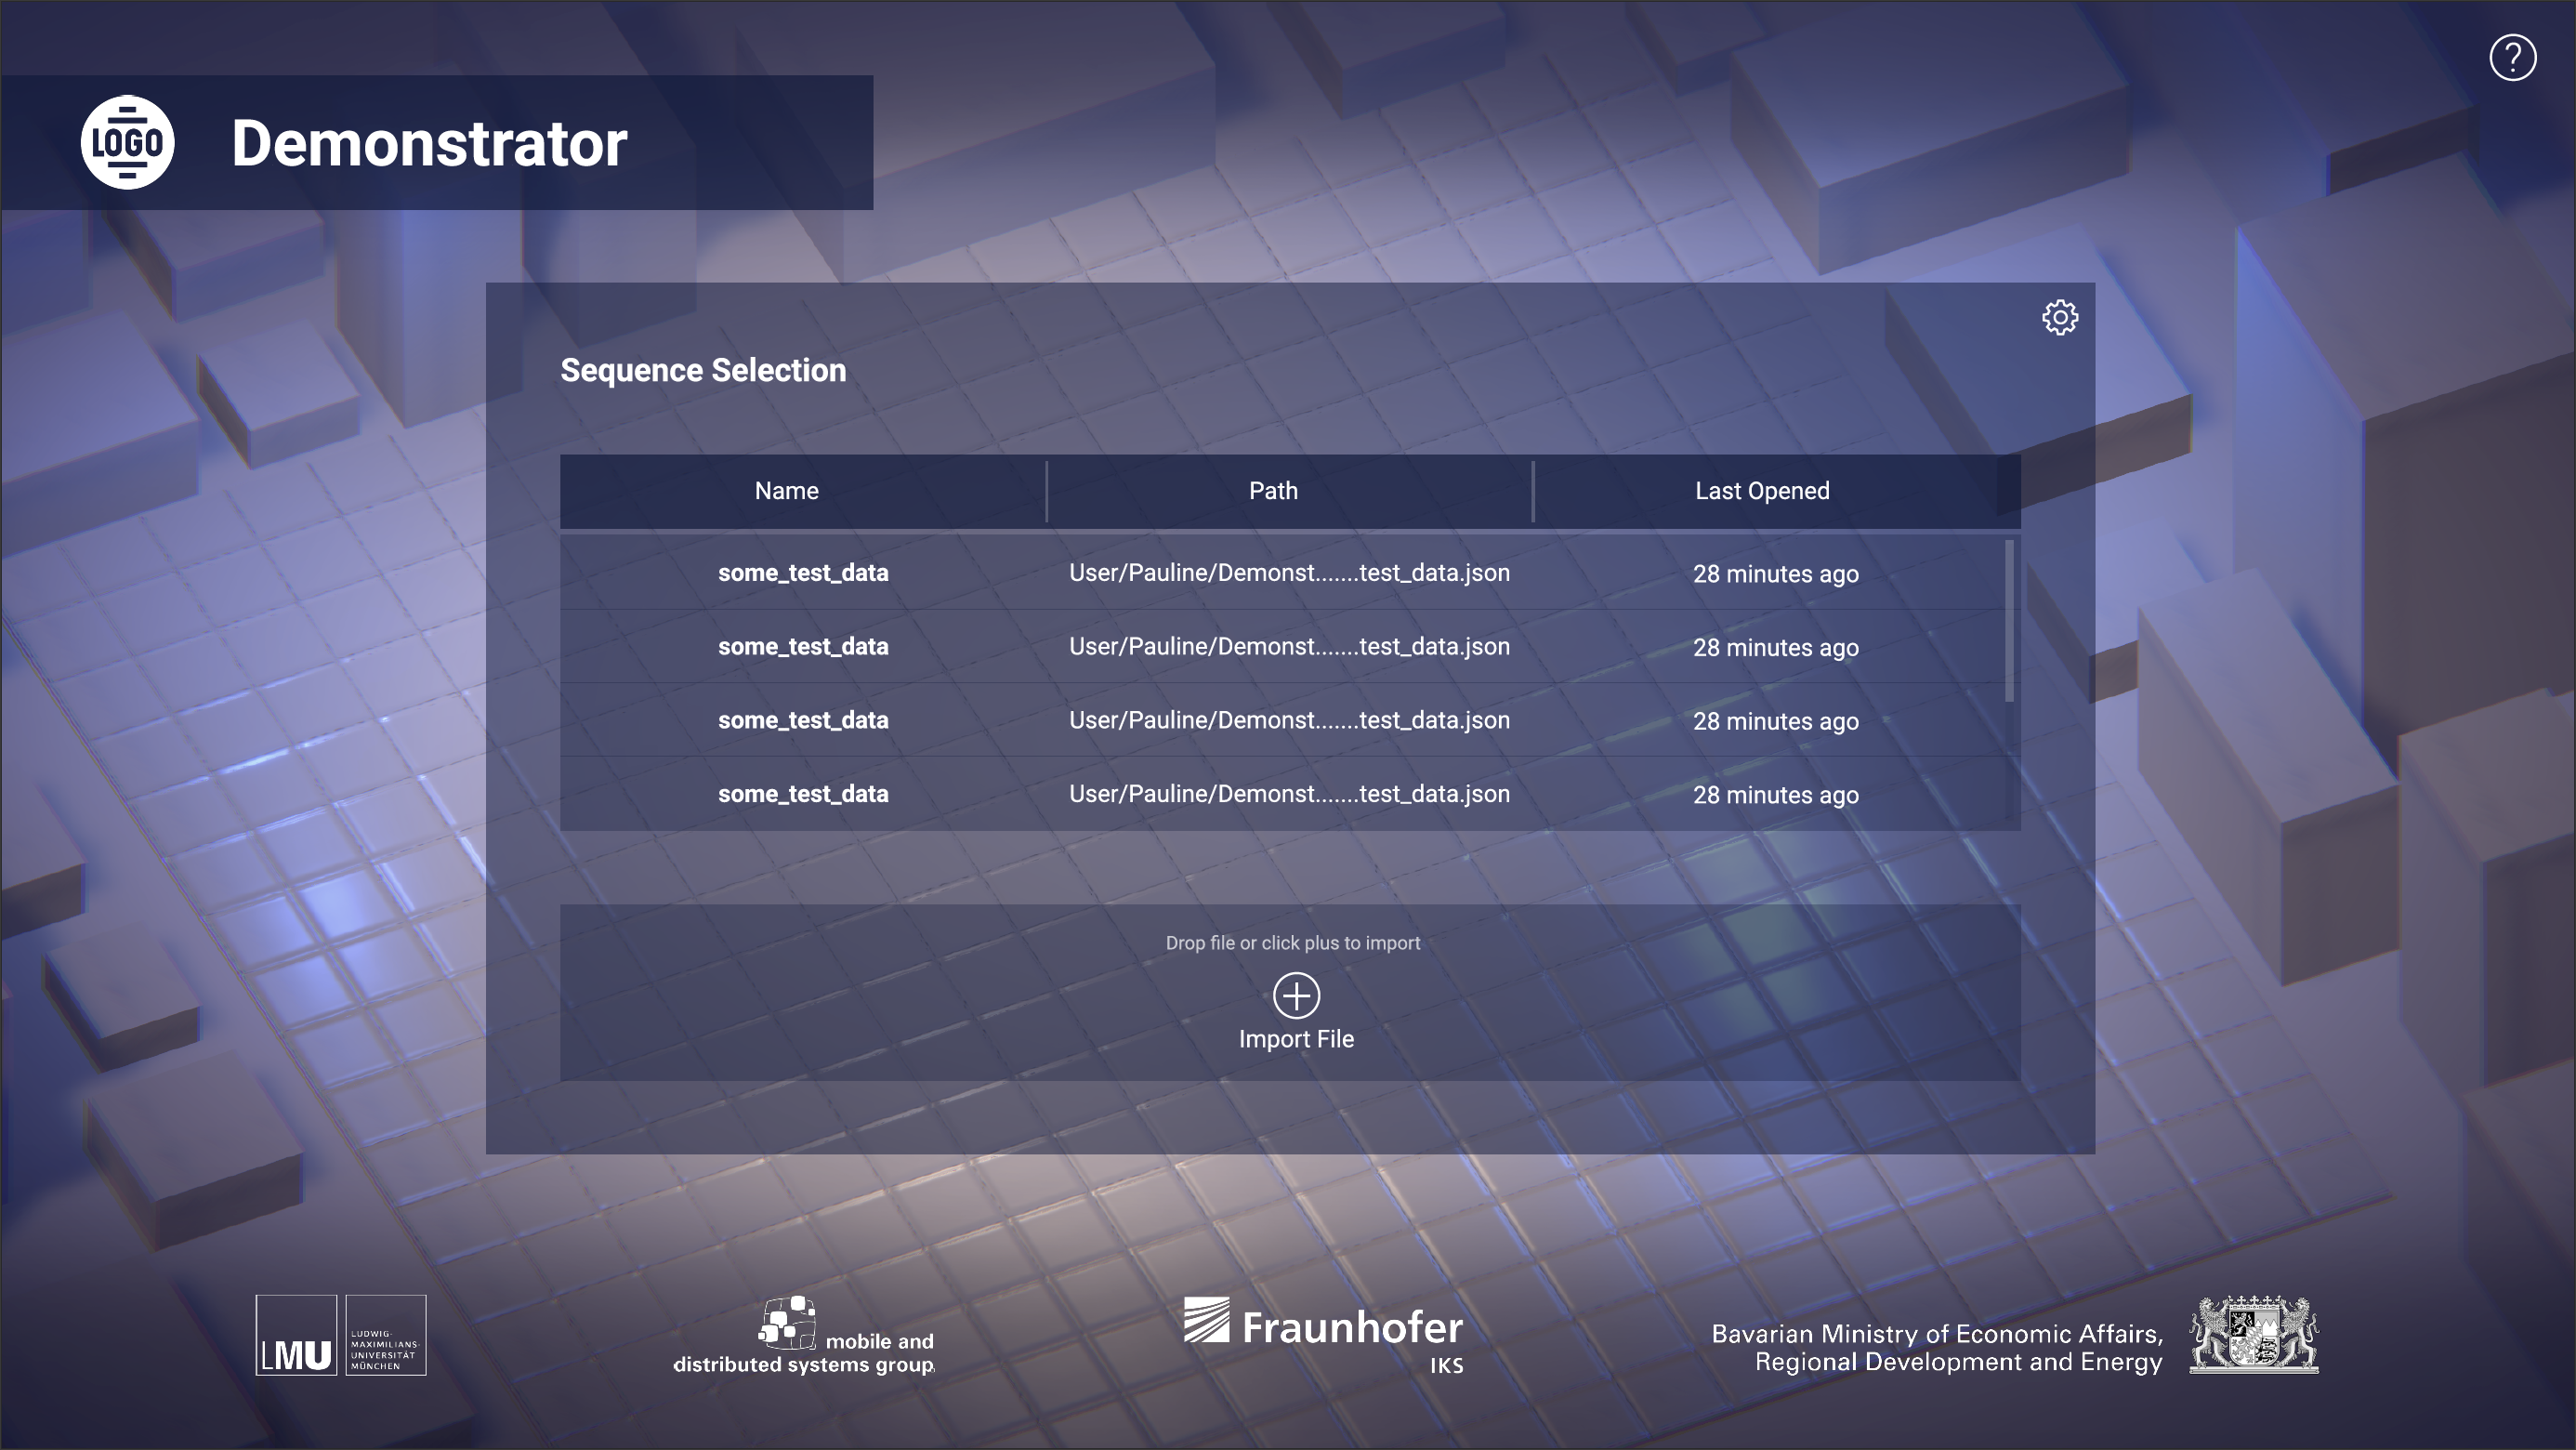 ?
LOGO
Demonstrator
Sequence Selection
Name Path Last Opened
some_test_data User/Pauline/Demonst.......test_data.json 28 minutes ago
some_test_data User/Pauline/Demonst.......test_data.json 28 minutes ago
some_test_data User/Pauline/Demonst.......test_data.json 28 minutes ago
some_test_data User/Pauline/Demonst.......test_data.json 28 minutes ago
Drop file or click plus to import
Import File
LMU
LUDWIG-
MAXIMILIANS-
UNIVERSITÄT
MÜNCHEN
mobile and
distributed systems group
Fraunhofer
IKS
Bavarian Ministry of Economic Affairs,
Regional Development and Energy